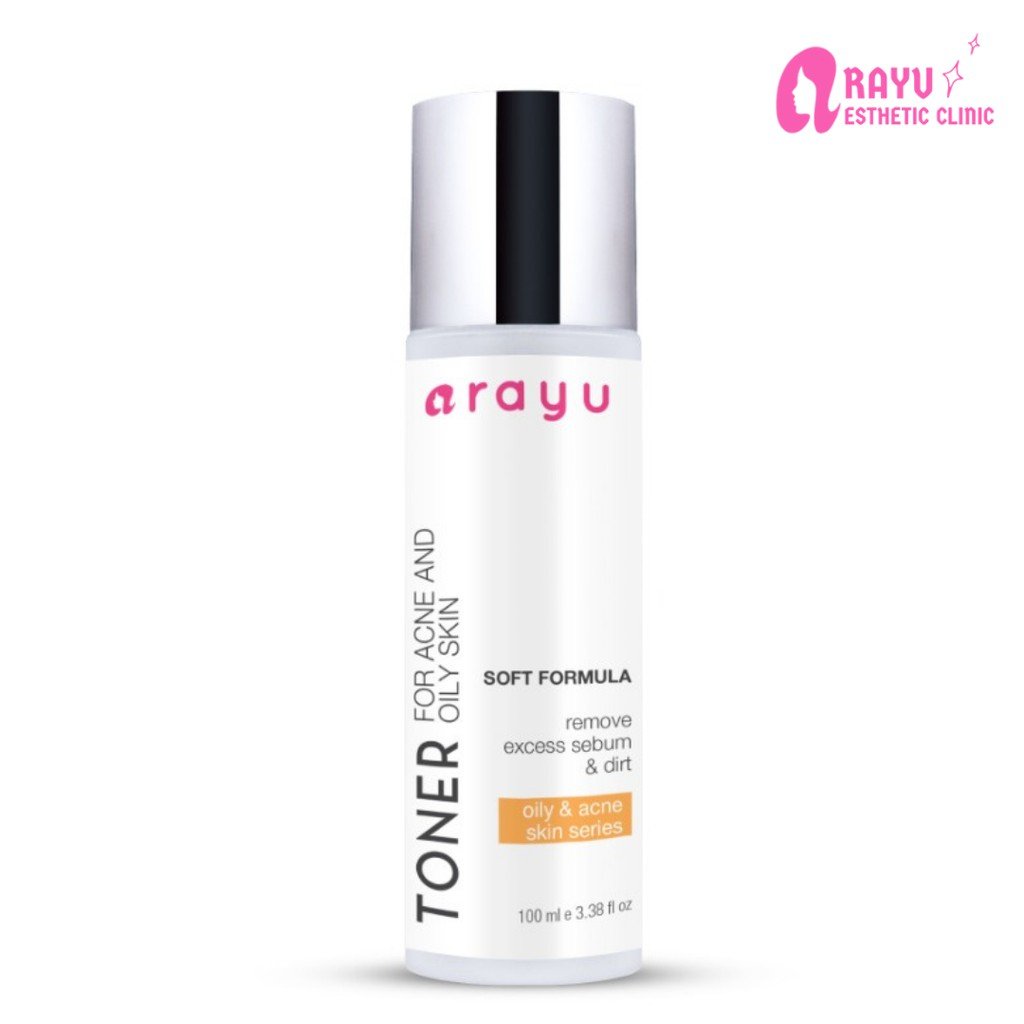 arayu
ESTHETIC CLINIC
arayu
TONER
FOR ACNE AND
OILY SKIN
SOFT FORMULA
remove
excess sebum
& dirt
oily & acne
skin series
100 ml e 3.38 fl oz